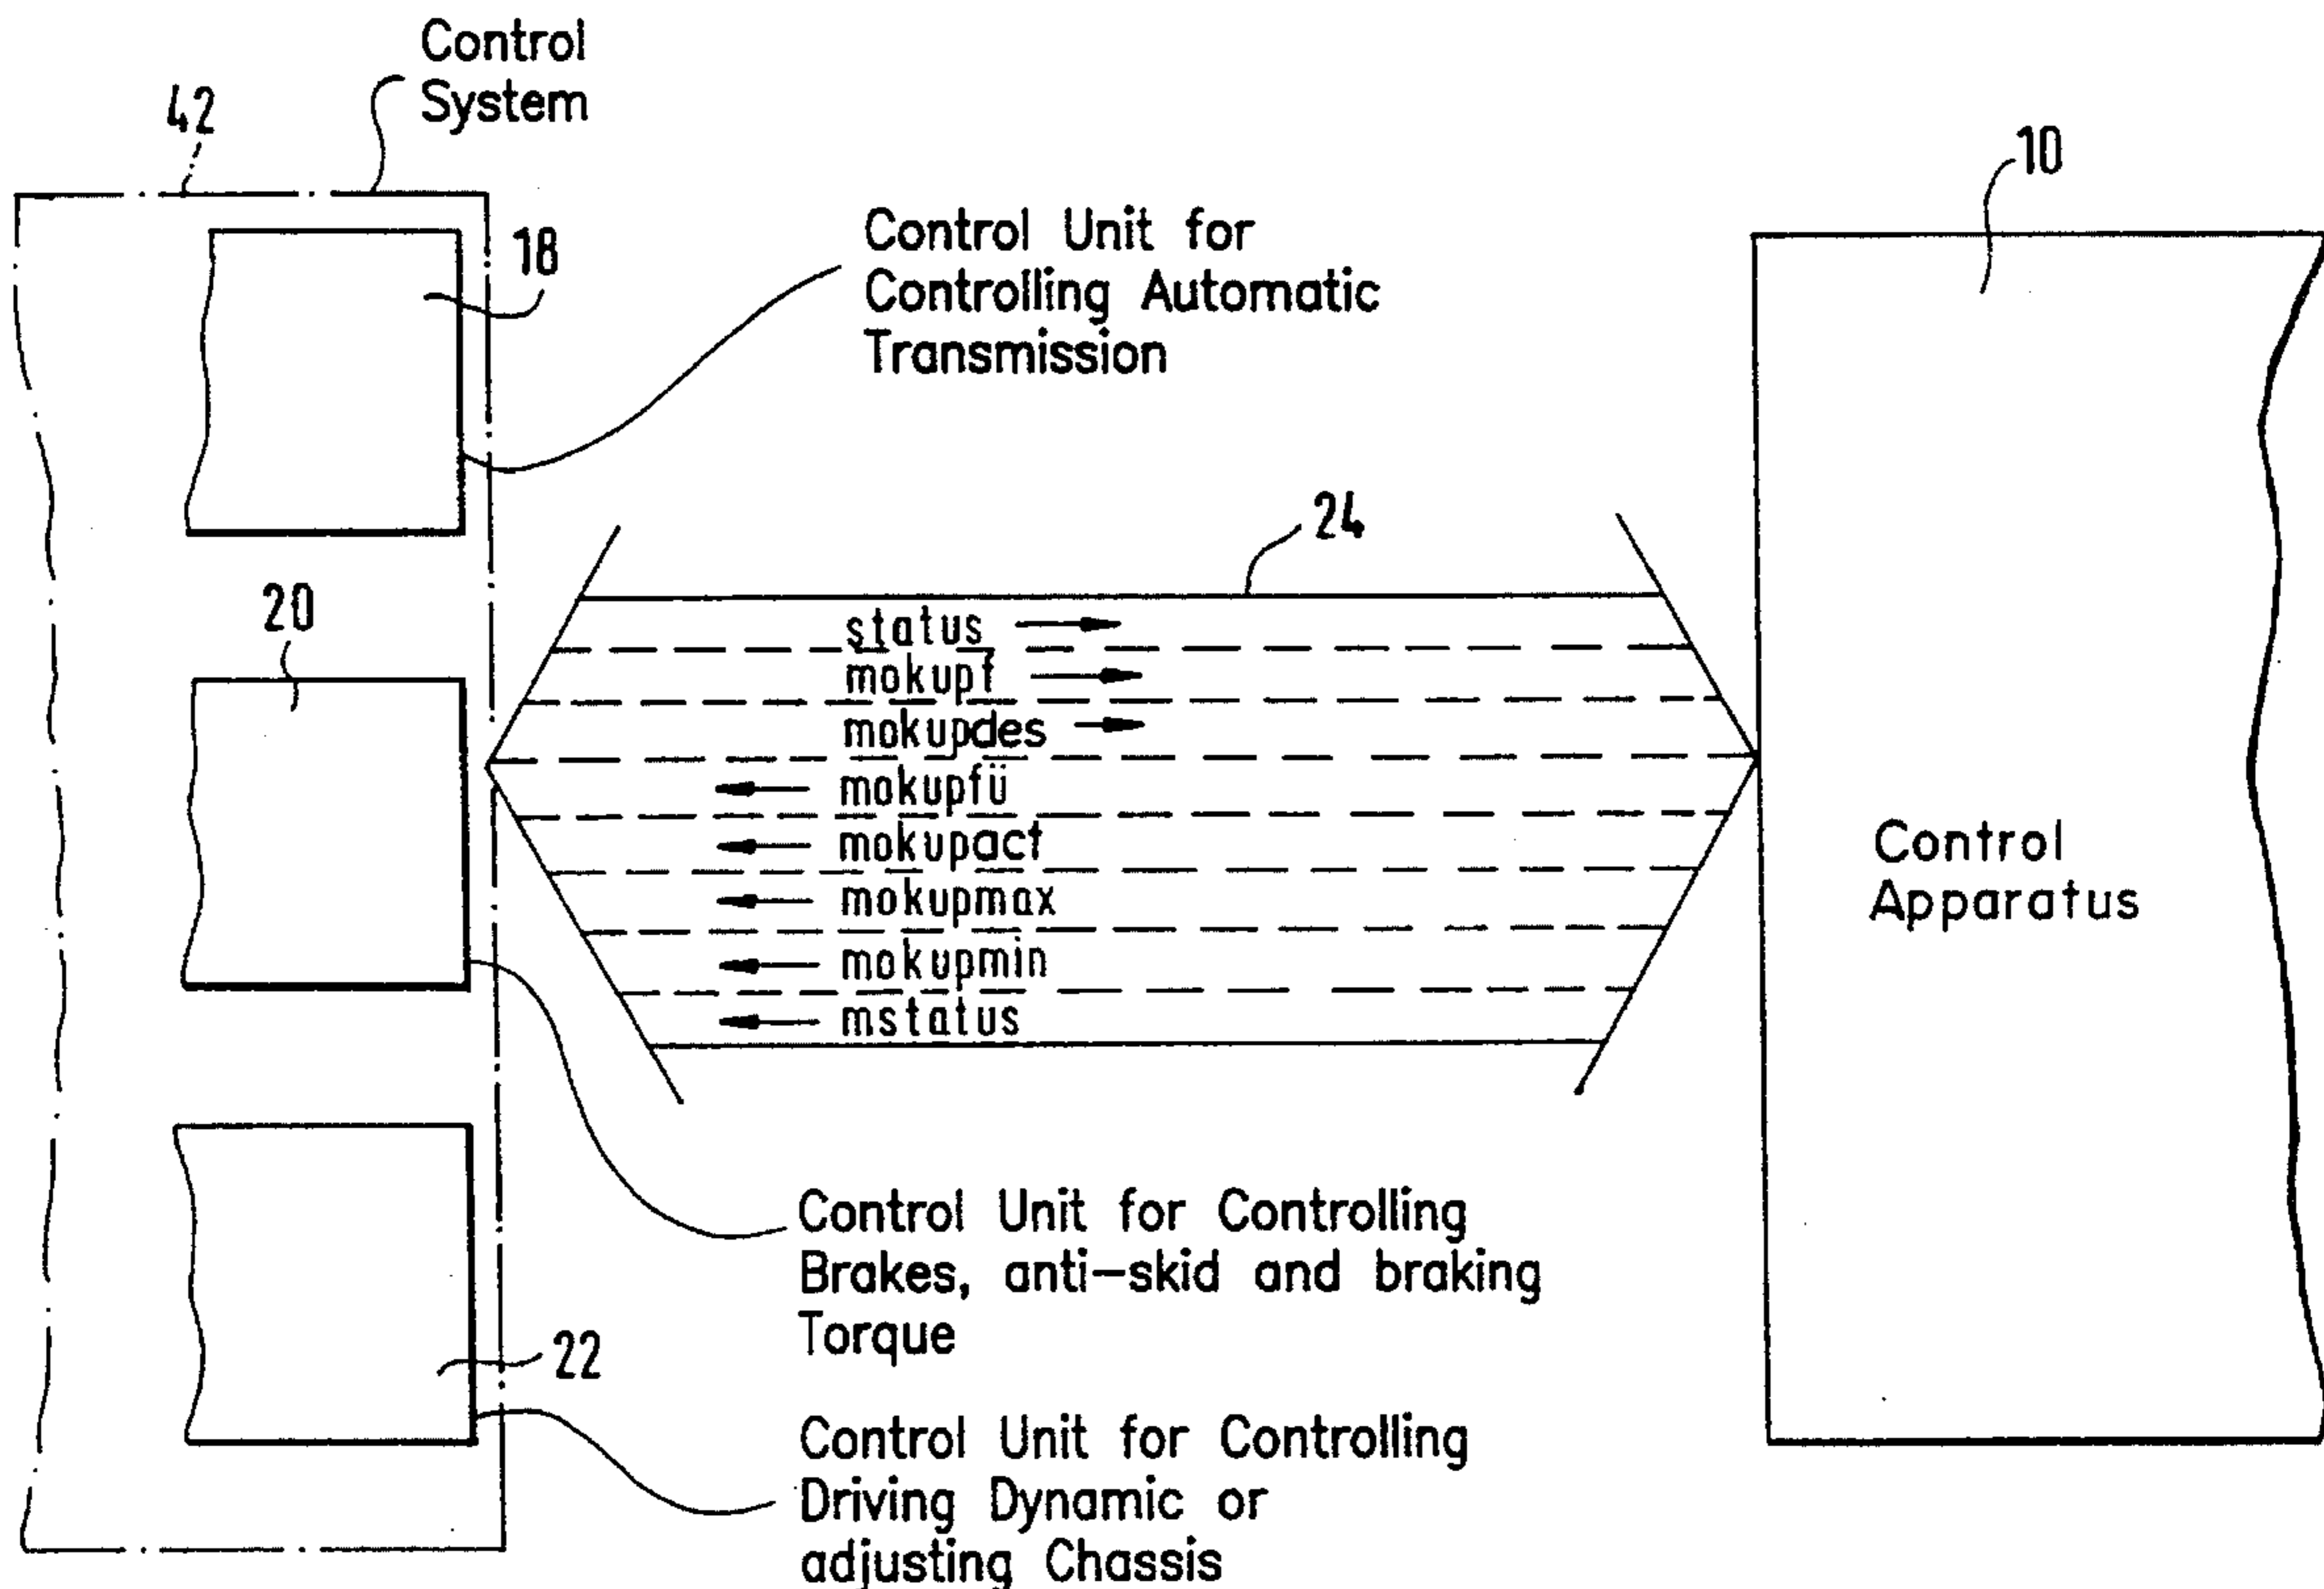 Control
System
42
10
18
Control Unit for
Controlling Automatic
Transmission
24
20
status
mokupf
mokupdes
mokupfü
mokupact
mokupmax
mokupmin
mstatus
Control
Apparatus
Control Unit for Controlling
Brakes, anti-skid and braking
Torque
22
Control Unit for Controlling
Driving Dynamic or
adjusting Chassis